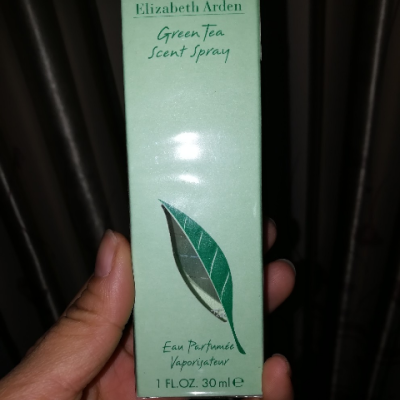 Elizabeth Arden
Green Tea
Scent Spray
Eau Parfumée
Vaporisateur
1 FL.OZ. 30 ml e